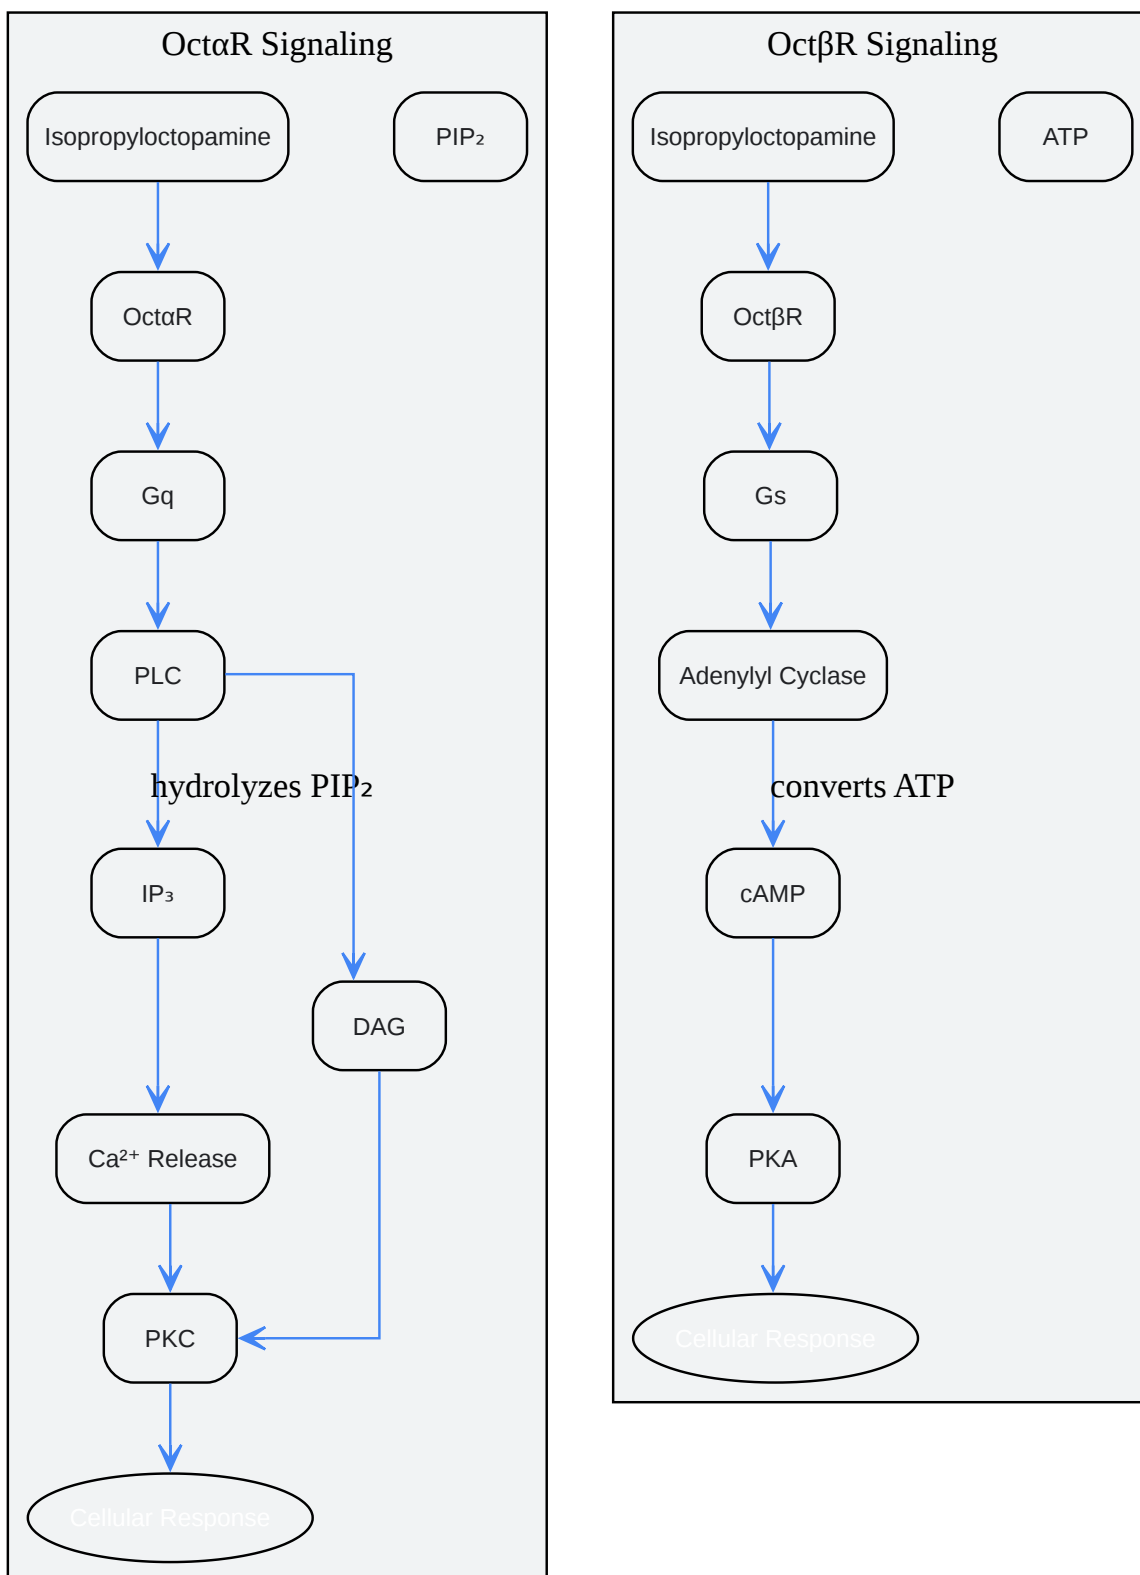 OctαR Signaling
Isopropyloctopamine
PIP₂
OctαR
Gq
PLC
hydrolyzes PIP₂
IP₃
DAG
Ca²⁺ Release
PKC
Cellular Response
OctβR Signaling
Isopropyloctopamine
ATP
OctβR
Gs
Adenylyl Cyclase
converts ATP
cAMP
PKA
Cellular Response